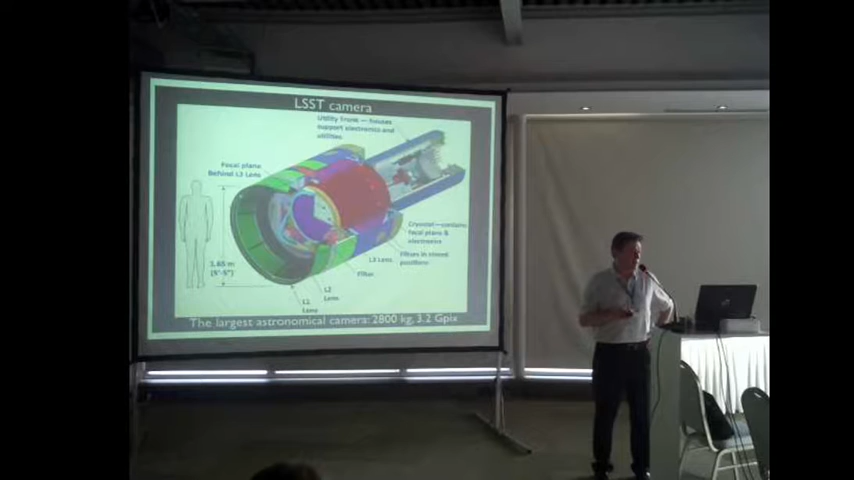 LSST camera
Utility Trunk — houses
support electronics and
utilities
Focal plane
Behind L3 Lens
Cryostat—contains
focal plane &
electronics
Filters in stored
positions
L3 Lens
Filter
1.65 m
(5'-5")
L2
Lens
L1
Lens
The largest astronomical camera: 2800 kg, 3.2 Gpix